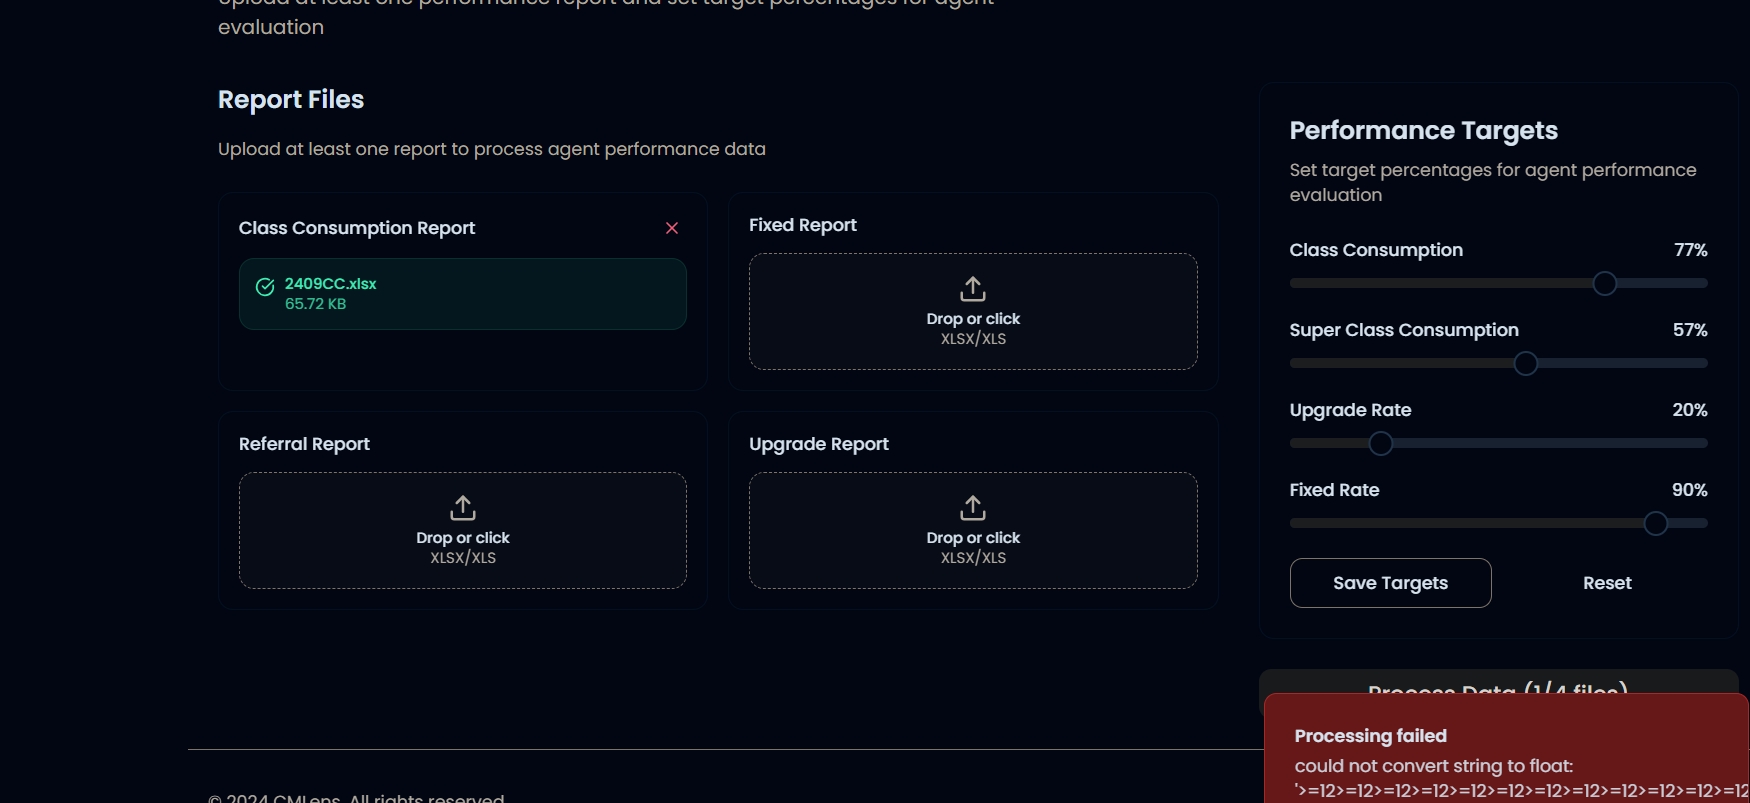 Upload at least one performance report and set target percentages for agent
evaluation
Report Files
Upload at least one report to process agent performance data
Class Consumption Report
2409CC.xlsx
65.72 KB
Fixed Report
Drop or click
XLSX/XLS
Referral Report
Drop or click
XLSX/XLS
Upgrade Report
Drop or click
XLSX/XLS
Performance Targets
Set target percentages for agent performance
evaluation
Class Consumption 77%
Super Class Consumption 57%
Upgrade Rate 20%
Fixed Rate 90%
Save Targets Reset
Process Data (1/4 files)
Processing failed
could not convert string to float:
'>=12>=12>=12>=12>=12>=12>=12>=12>=12>=12>=12>=12
© 2024 CMLens. All rights reserved